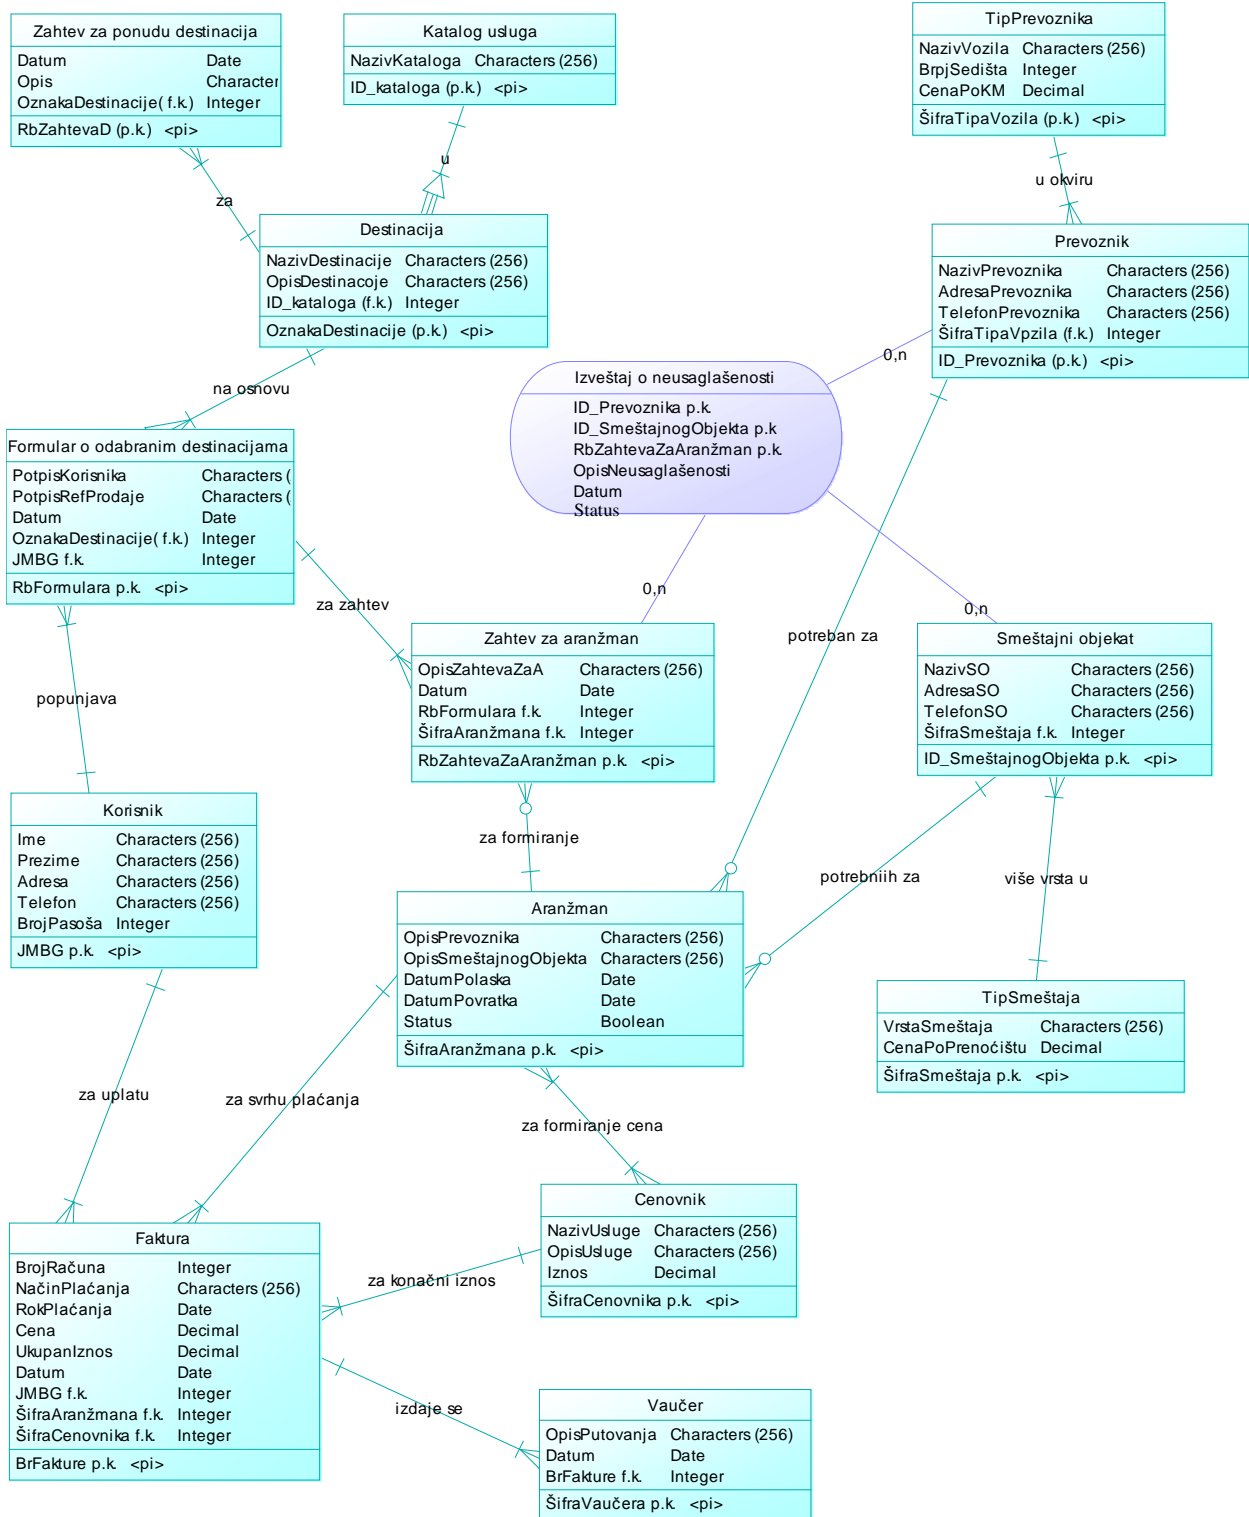 Zahtev za ponudu destinacija
Datum Date
Opis Character
OznakaDestinacije( f.k.) Integer
RbZahtevaD (p.k.) <pi>
Katalog usluga
NazivKataloga Characters (256)
ID_kataloga (p.k.) <pi>
TipPrevoznika
NazivVozila Characters (256)
BrpjSedišta Integer
CenaPoKM Decimal
ŠifraTipaVozila (p.k.) <pi>
u
za
u okviru
Destinacija
NazivDestinacije Characters (256)
OpisDestinacoje Characters (256)
ID_kataloga (f.k.) Integer
OznakaDestinacije (p.k.) <pi>
Prevoznik
NazivPrevoznika Characters (256)
AdresaPrevoznika Characters (256)
TelefonPrevoznika Characters (256)
ŠifraTipaVpzila (f.k.) Integer
ID_Prevoznika (p.k.) <pi>
0,n
na osnovu
Izveštaj o neusaglašenosti
ID_Prevoznika p.k.
ID_SmeštajnogObjekta p.k
RbZahtevaZaAranžman p.k.
OpisNeusaglašenosti
Datum
Status
Formular o odabranim destinacijama
PotpisKorisnika Characters (
PotpisRefProdaje Characters (
Datum Date
OznakaDestinacije( f.k.) Integer
JMBG f.k. Integer
RbFormulara p.k. <pi>
0,n
0,n
za zahtev
potreban za
Zahtev za aranžman
OpisZahtevaZaA Characters (256)
Datum Date
RbFormulara f.k. Integer
ŠifraAranžmana f.k. Integer
RbZahtevaZaAranžman p.k. <pi>
Smeštajni objekat
NazivSO Characters (256)
AdresaSO Characters (256)
TelefonSO Characters (256)
ŠifraSmeštaja f.k. Integer
ID_SmeštajnogObjekta p.k. <pi>
popunjava
Korisnik
Ime Characters (256)
Prezime Characters (256)
Adresa Characters (256)
Telefon Characters (256)
BrojPasoša Integer
JMBG p.k. <pi>
za formiranje
potrebniih za
više vrsta u
Aranžman
OpisPrevoznika Characters (256)
OpisSmeštajnogObjekta Characters (256)
DatumPolaska Date
DatumPovratka Date
Status Boolean
ŠifraAranžmana p.k. <pi>
TipSmeštaja
VrstaSmeštaja Characters (256)
CenaPoPrenoćištu Decimal
ŠifraSmeštaja p.k. <pi>
za uplatu
za svrhu plaćanja
za formiranje cena
Cenovnik
NazivUsluge Characters (256)
OpisUsluge Characters (256)
Iznos Decimal
ŠifraCenovnika p.k. <pi>
Faktura
BrojRačuna Integer
NačinPlaćanja Characters (256)
RokPlaćanja Date
Cena Decimal
UkupanIznos Decimal
Datum Date
JMBG f.k. Integer
ŠifraAranžmana f.k. Integer
ŠifraCenovnika f.k. Integer
BrFakture p.k. <pi>
za konačni iznos
izdaje se
Vaučer
OpisPutovanja Characters (256)
Datum Date
BrFakture f.k. Integer
ŠifraVaučera p.k. <pi>